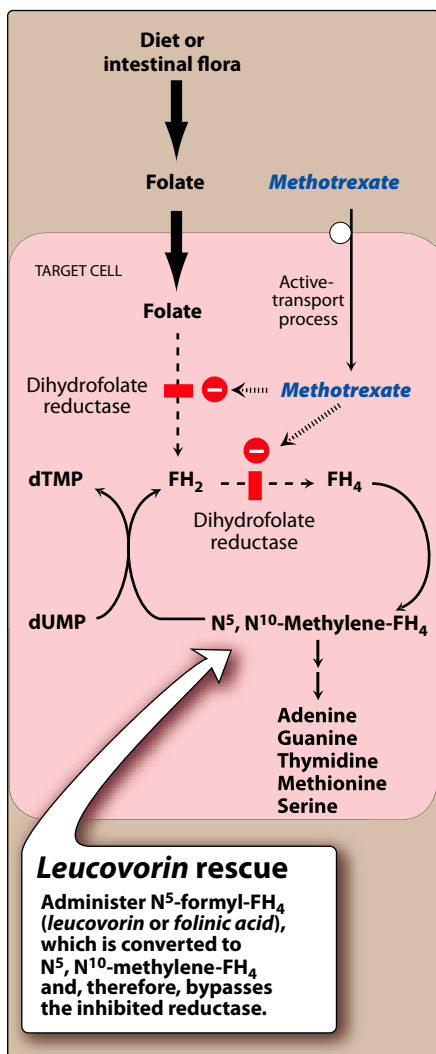 Diet or
intestinal flora
Folate
Methotrexate
TARGET CELL
Active-
transport
process
Folate
Dihydrofolate
reductase
Methotrexate
dTMP
FH₂
FH₄
Dihydrofolate
reductase
dUMP
N⁵, N¹⁰-Methylene-FH₄
Adenine
Guanine
Thymidine
Methionine
Serine
Leucovorin rescue
Administer N⁵-formyl-FH₄
(leucovorin or folinic acid),
which is converted to
N⁵, N¹⁰-methylene-FH₄
and, therefore, bypasses
the inhibited reductase.